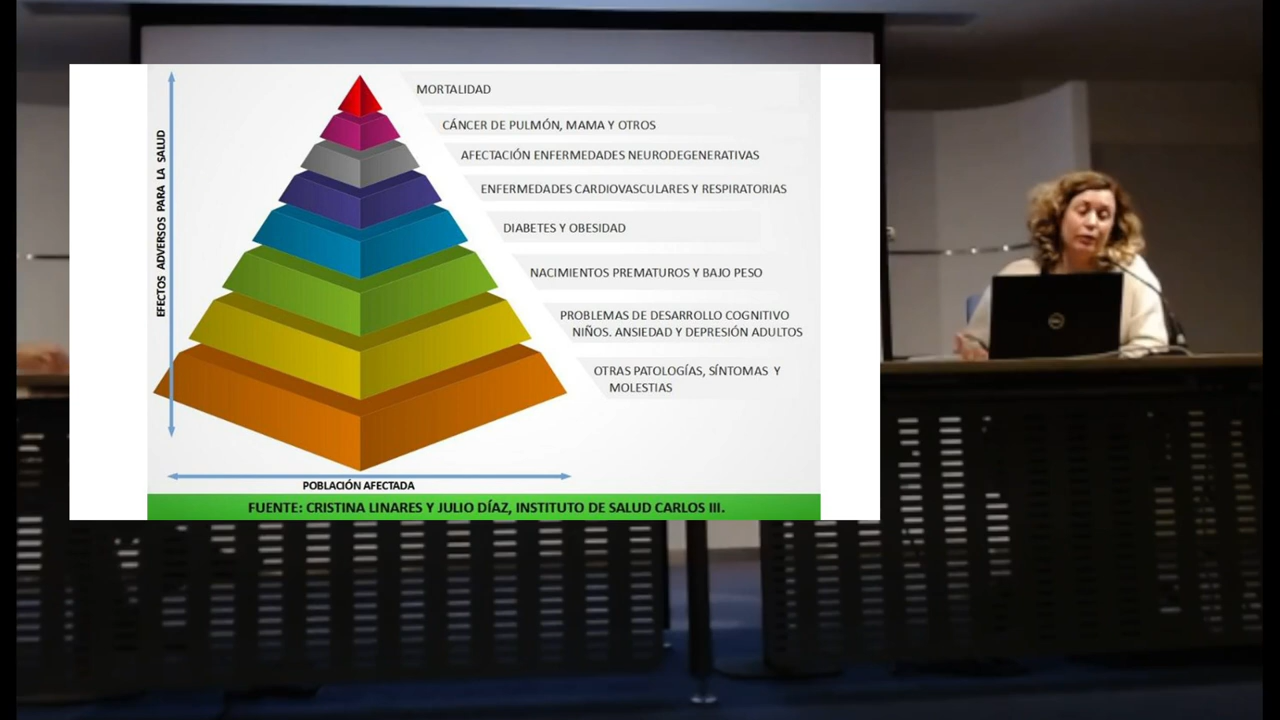 MORTALIDAD
CÁNCER DE PULMÓN, MAMA Y OTROS
AFECTACIÓN ENFERMEDADES NEURODEGENERATIVAS
ENFERMEDADES CARDIOVASCULARES Y RESPIRATORIAS
DIABETES Y OBESIDAD
NACIMIENTOS PREMATUROS Y BAJO PESO
PROBLEMAS DE DESARROLLO COGNITIVO
NIÑOS. ANSIEDAD Y DEPRESIÓN ADULTOS
OTRAS PATOLOGÍAS, SÍNTOMAS Y
MOLESTIAS
EFECTOS ADVERSOS PARA LA SALUD
POBLACIÓN AFECTADA
FUENTE: CRISTINA LINARES Y JULIO DÍAZ, INSTITUTO DE SALUD CARLOS III.
DELL